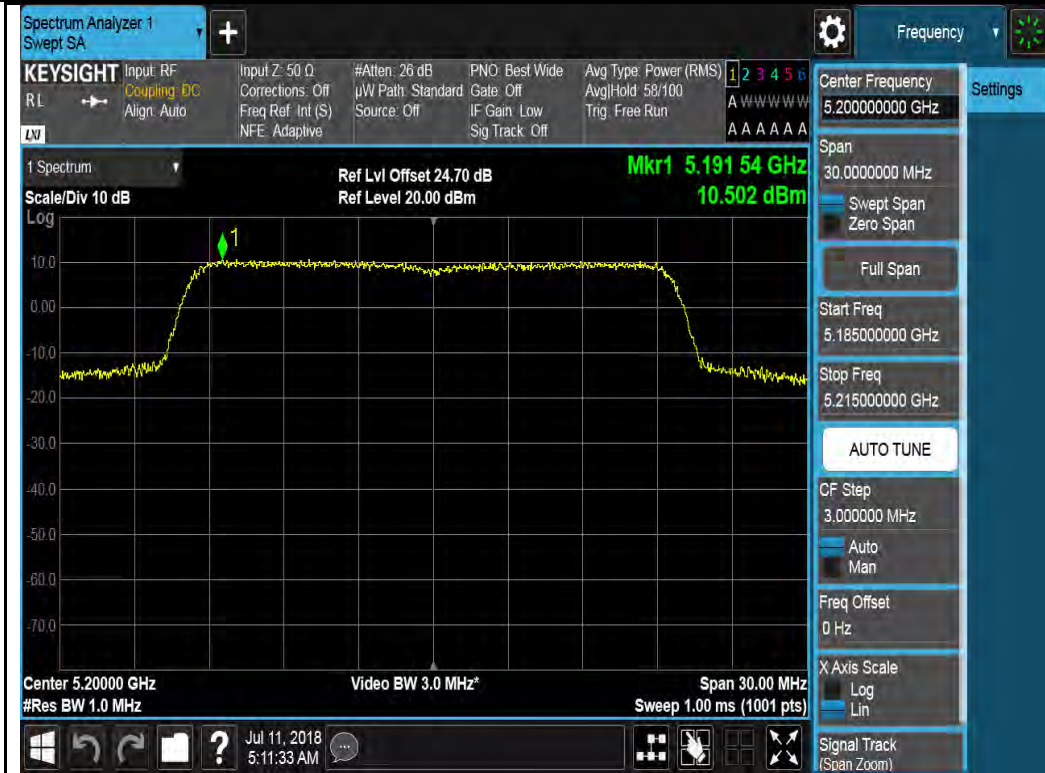 Spectrum Analyzer 1
Swept SA
+
Frequency
KEYSIGHT
RL
LXI
Input: RF
Coupling: DC
Align: Auto
Input Z: 50 Ω
Corrections: Off
Freq Ref: Int (S)
NFE: Adaptive
#Atten: 26 dB
µW Path: Standard
Source: Off
PNO: Best Wide
Gate: Off
IF Gain: Low
Sig Track: Off
Avg Type: Power (RMS)
Avg|Hold: 58/100
Trig: Free Run
1 2 3 4 5 6
A W W W W W
A A A A A A
1 Spectrum
Scale/Div 10 dB
Log
Ref Lvl Offset 24.70 dB
Ref Level 20.00 dBm
Mkr1 5.191 54 GHz
10.502 dBm
1
10.0
0.00
-10.0
-20.0
-30.0
-40.0
-50.0
-60.0
-70.0
Center 5.20000 GHz
#Res BW 1.0 MHz
Video BW 3.0 MHz*
Span 30.00 MHz
Sweep 1.00 ms (1001 pts)
?
Jul 11, 2018
5:11:33 AM
Center Frequency
5.200000000 GHz
Span
30.0000000 MHz
Swept Span
Zero Span
Full Span
Start Freq
5.185000000 GHz
Stop Freq
5.215000000 GHz
AUTO TUNE
CF Step
3.000000 MHz
Auto
Man
Freq Offset
0 Hz
X Axis Scale
Log
Lin
Signal Track
(Span Zoom)
Settings